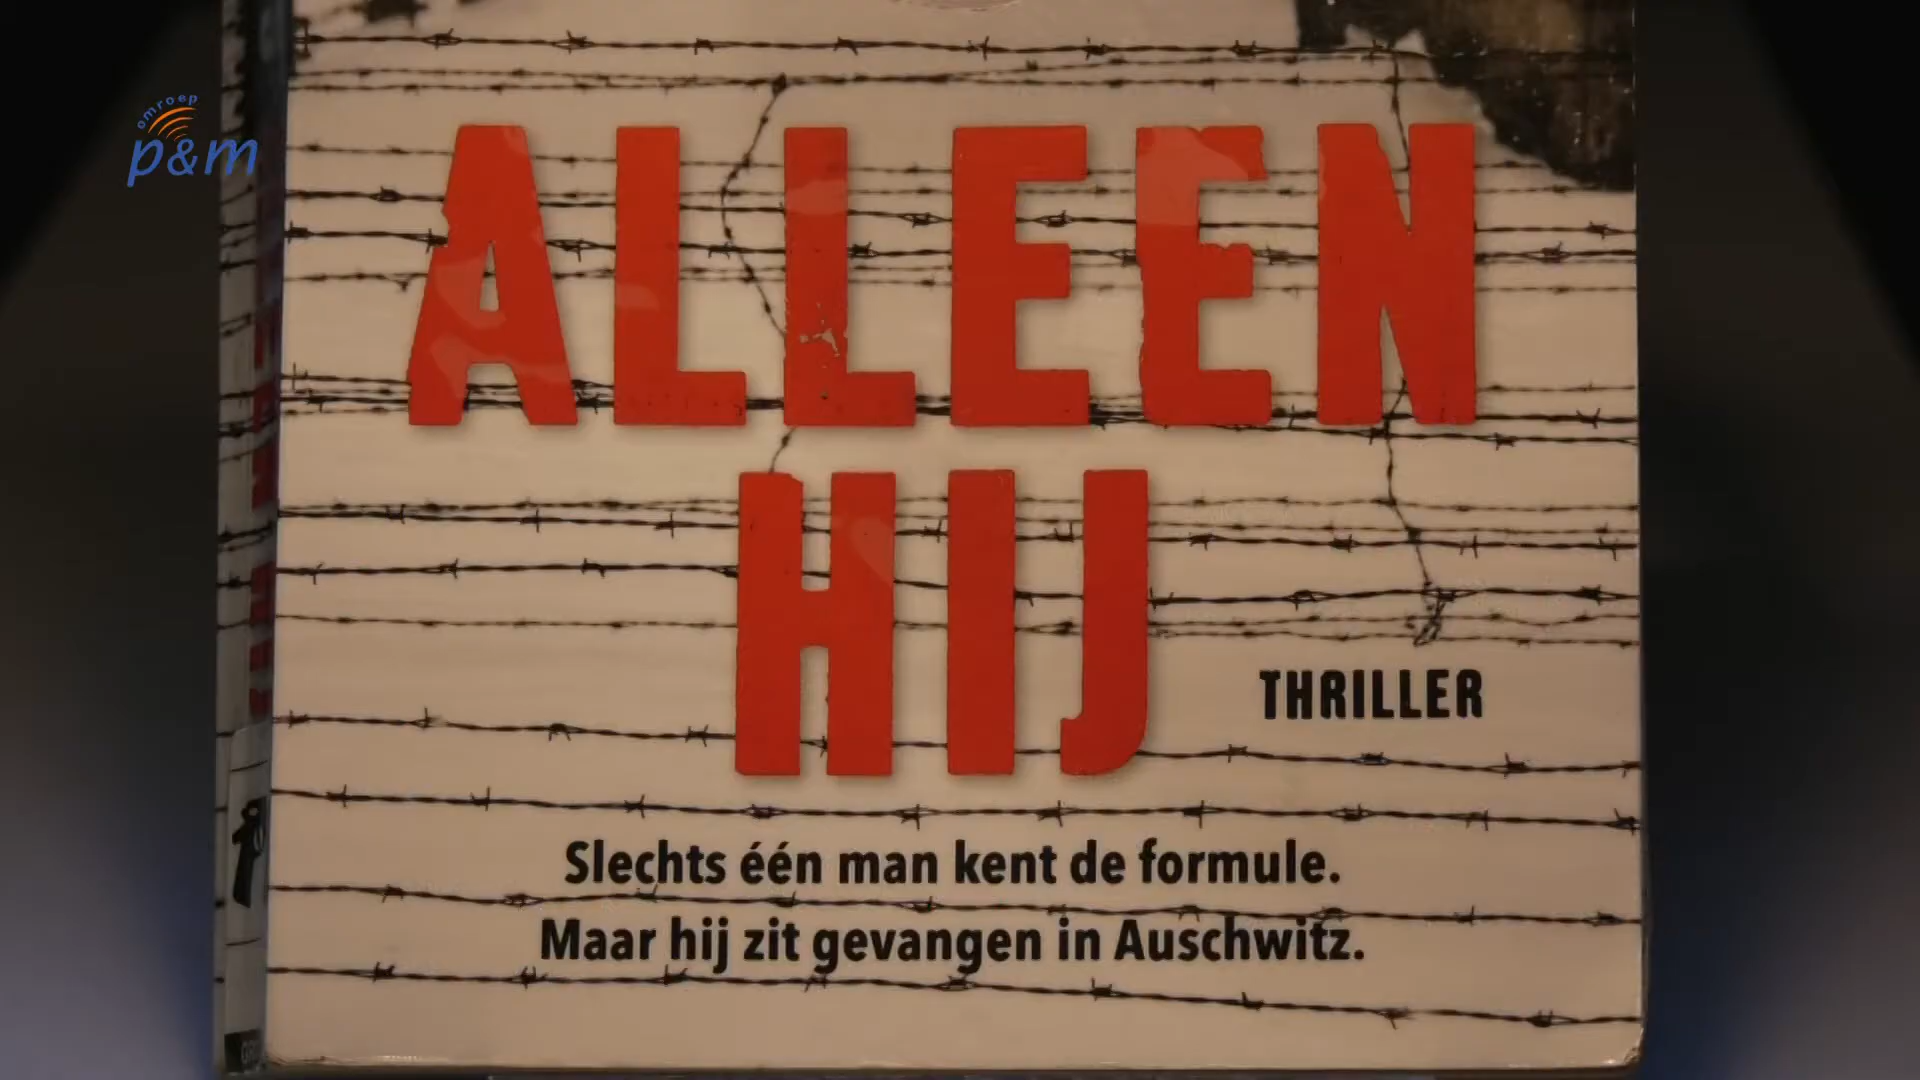 omroep
p&m
ALLEEN
HIJ
THRILLER
Slechts één man kent de formule.
Maar hij zit gevangen in Auschwitz.